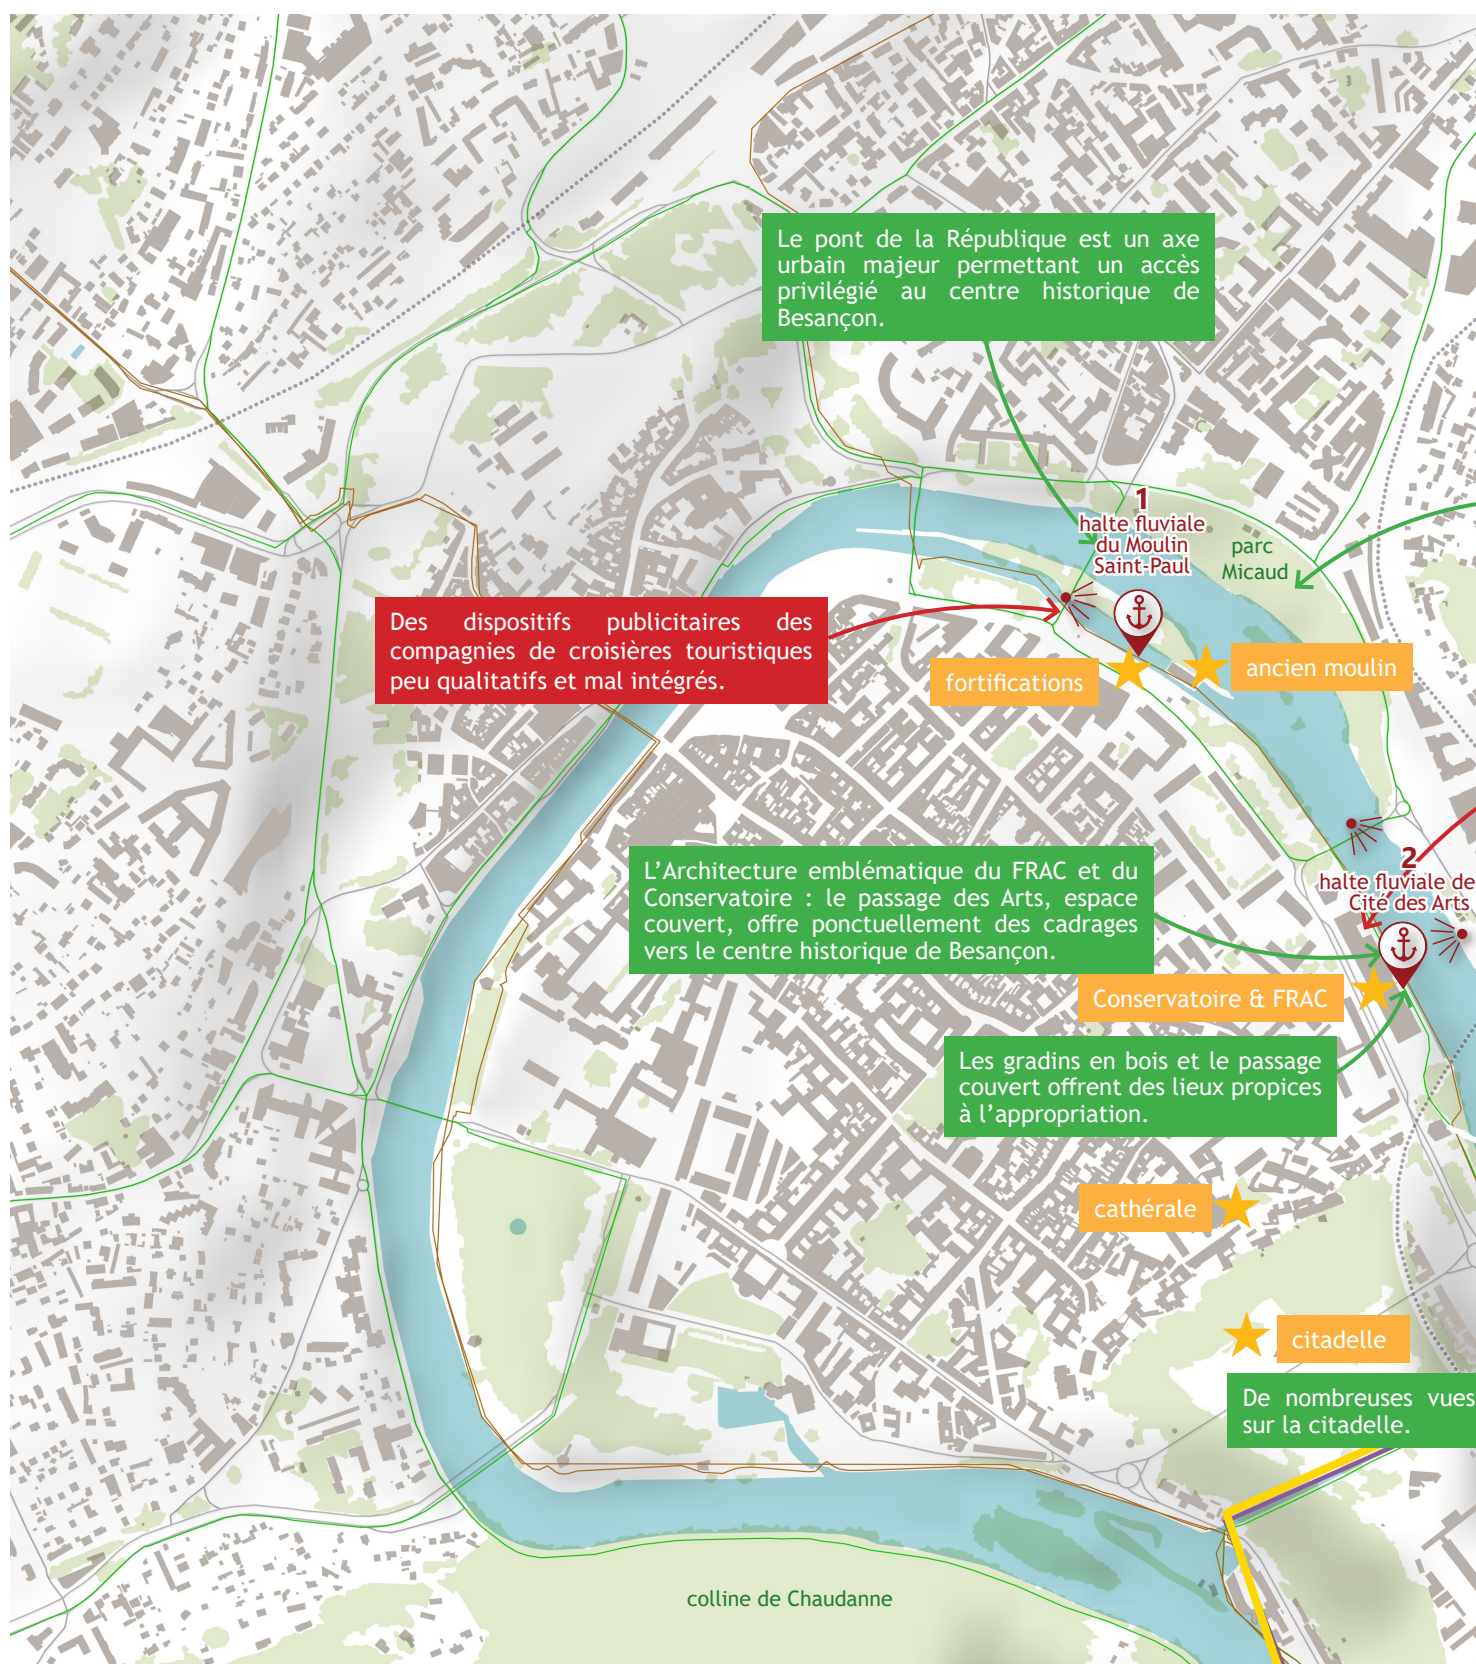 Le pont de la République est un axe
urbain majeur permettant un accès
privilégié au centre historique de
Besançon.
1
halte fluviale
du Moulin
Saint-Paul
parc
Micaud
Des dispositifs publicitaires des
compagnies de croisières touristiques
peu qualitatifs et mal intégrés.
fortifications
ancien moulin
L’Architecture emblématique du FRAC et du
Conservatoire : le passage des Arts, espace
couvert, offre ponctuellement des cadrages
vers le centre historique de Besançon.
2
halte fluviale de
Cité des Arts
Conservatoire & FRAC
Les gradins en bois et le passage
couvert offrent des lieux propices
à l’appropriation.
cathérale
citadelle
De nombreuses vues
sur la citadelle.
colline de Chaudanne